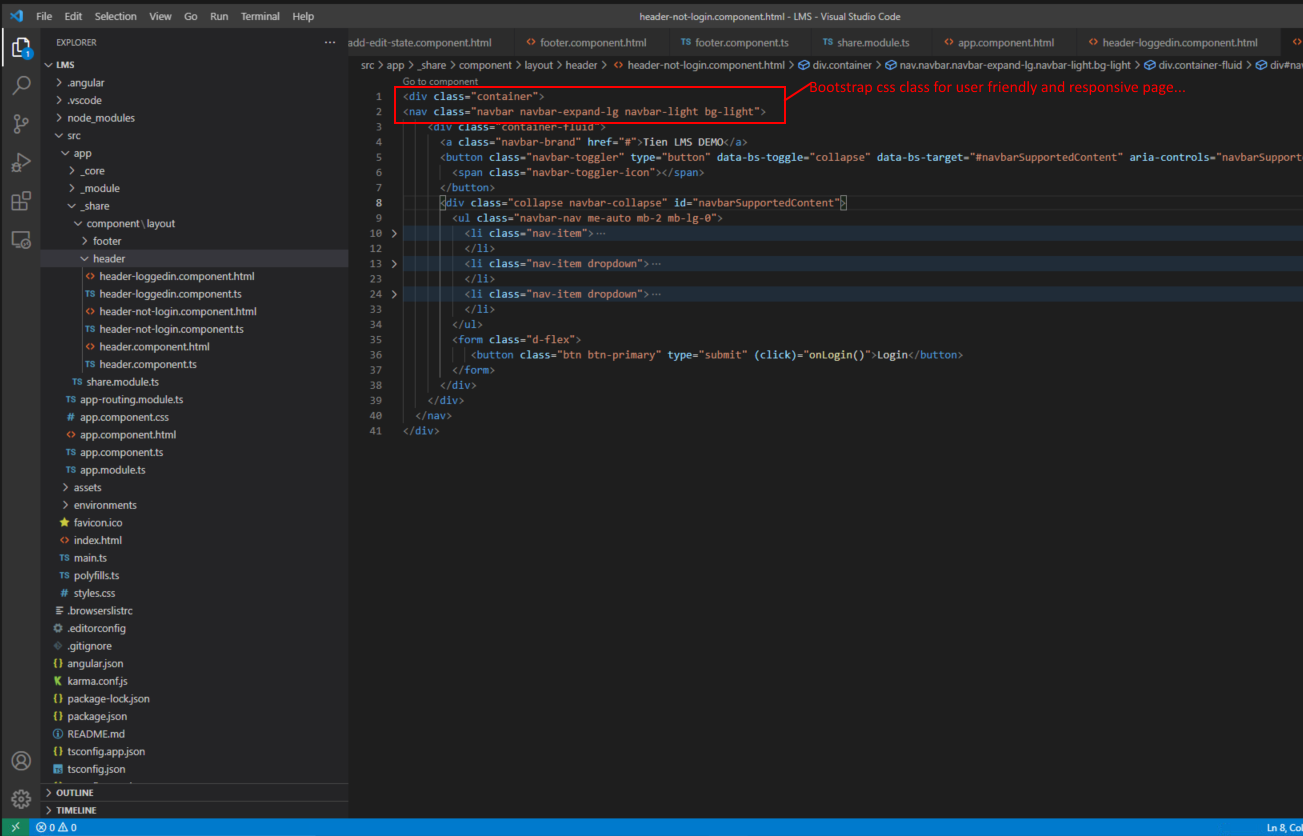 File Edit Selection View Go Run Terminal Help
header-not-login.component.html - LMS - Visual Studio Code
EXPLORER ···
add-edit-state.component.html
<> footer.component.html
TS footer.component.ts
TS share.module.ts
<> app.component.html
<> header-loggedin.component.html
<>
src > app > _share > component > layout > header > <> header-not-login.component.html > div.container > nav.navbar.navbar-expand-lg.navbar-light.bg-light > div.container-fluid > div#nav
Go to component
1 <div class="container">
2 <nav class="navbar navbar-expand-lg navbar-light bg-light">
3 <div class="container-fluid">
4 <a class="navbar-brand" href="#">Tien LMS DEMO</a>
5 <button class="navbar-toggler" type="button" data-bs-toggle="collapse" data-bs-target="#navbarSupportedContent" aria-controls="navbarSupporte
6 <span class="navbar-toggler-icon"></span>
7 </button>
8 <div class="collapse navbar-collapse" id="navbarSupportedContent">
9 <ul class="navbar-nav me-auto mb-2 mb-lg-0">
10 > <li class="nav-item">···
12 </li>
13 > <li class="nav-item dropdown">···
23 </li>
24 > <li class="nav-item dropdown">···
33 </li>
34 </ul>
35 <form class="d-flex">
36 <button class="btn btn-primary" type="submit" (click)="onLogin()">Login</button>
37 </form>
38 </div>
39 </div>
40 </nav>
41 </div>
Bootstrap css class for user friendly and responsive page...
LMS
.angular
.vscode
node_modules
src
app
_core
_module
_share
component\layout
footer
header
<> header-loggedin.component.html
TS header-loggedin.component.ts
<> header-not-login.component.html
TS header-not-login.component.ts
<> header.component.html
TS header.component.ts
TS share.module.ts
TS app-routing.module.ts
# app.component.css
<> app.component.html
TS app.component.ts
TS app.module.ts
assets
environments
favicon.ico
<> index.html
TS main.ts
TS polyfills.ts
# styles.css
.browserslistrc
.editorconfig
.gitignore
{} angular.json
karma.conf.js
{} package-lock.json
{} package.json
README.md
{} tsconfig.app.json
tsconfig.json
OUTLINE
TIMELINE
1
0 0
Ln 8, Col